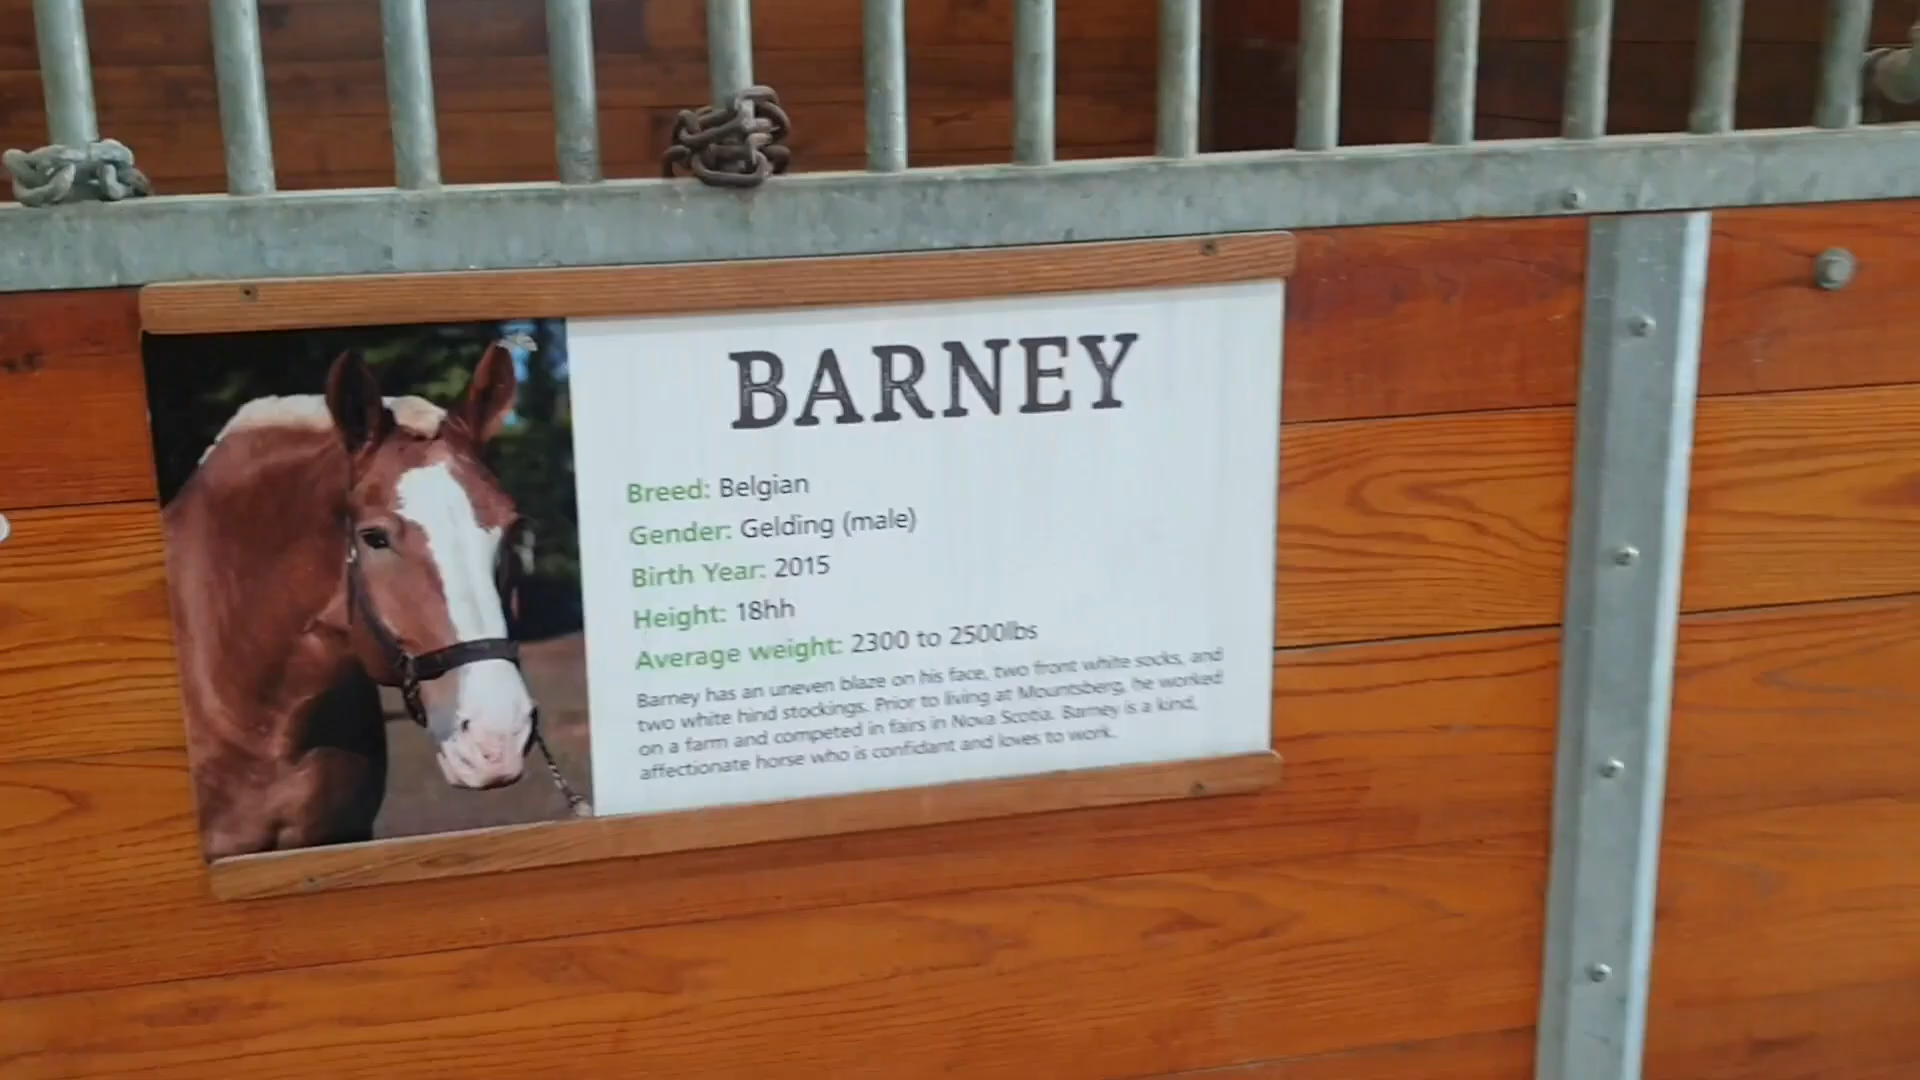 BARNEY
Breed: Belgian
Gender: Gelding (male)
Birth Year: 2015
Height: 18hh
Average weight: 2300 to 2500lbs
Barney has an uneven blaze on his face, two front white socks, and
two white hind stockings. Prior to living at Mountsberg, he worked
on a farm and competed in fairs in Nova Scotia. Barney is a kind,
affectionate horse who is confidant and loves to work.